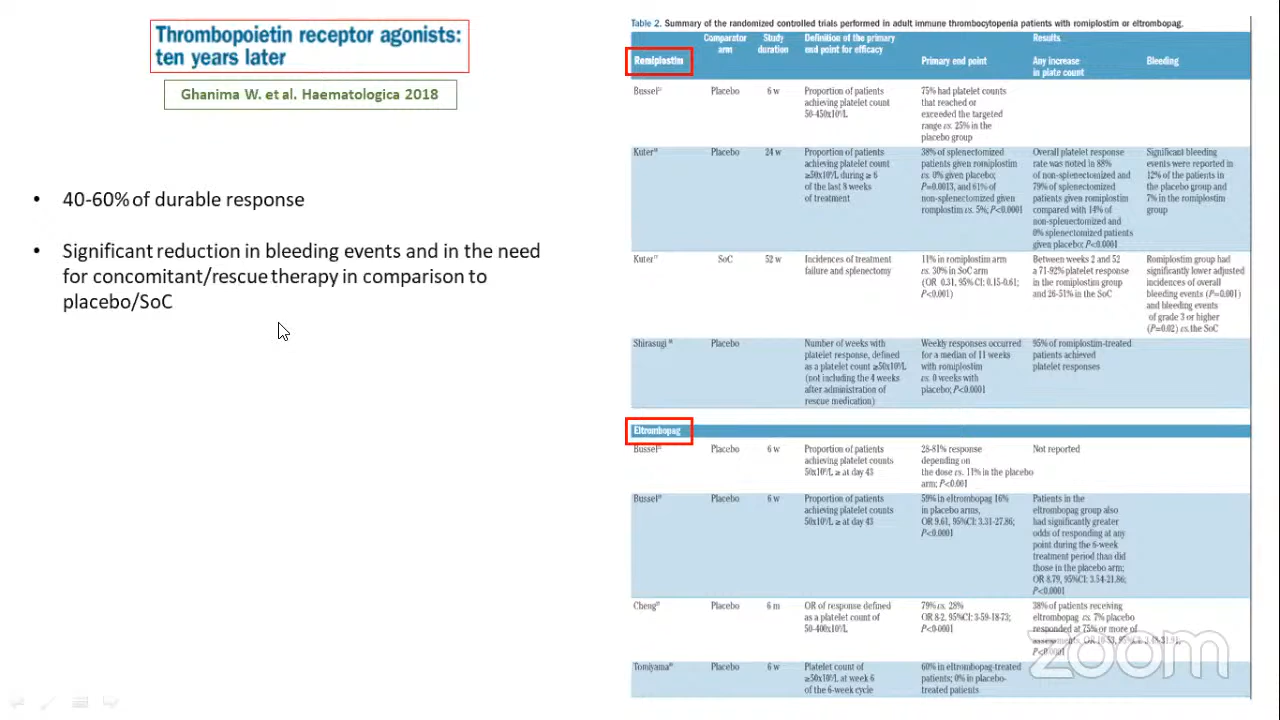 Thrombopoietin receptor agonists:
ten years later
Ghanima W. et al. Haematologica 2018
• 40-60% of durable response
• Significant reduction in bleeding events and in the need
for concomitant/rescue therapy in comparison to
placebo/SoC
Table 2. Summary of the randomized controlled trials performed in adult immune thrombocytopenia patients with romiplostim or eltrombopag.
Comparator Study Definition of the primary Results
arm duration end point for efficacy
Romiplostim Primary end point Any increase Bleeding
in plate count
Bussel Placebo 6 w Proportion of patients 75% had platelet counts
achieving platelet count that reached or
50-450x10⁹/L exceeded the targeted
range vs. 25% in the
placebo group
Kuter Placebo 24 w Proportion of patients 38% of splenectomized Overall platelet response Significant bleeding
achieving platelet count patients given romiplostim rate was noted in 88% events were reported in
≥50x10⁹/L during ≥ 6 vs. 0% given placebo; of non-splenectomized and 12% of the patients in
of the last 8 weeks P=0.0013, and 61% of 79% of splenectomized the placebo group and
of treatment non-splenectomized given patients given romiplostim 7% in the romiplostim
romplostim vs. 5%; P<0.0001 compared with 14% of group
non-splenectomized and
0% splenectomized patients
given placebo; P<0.0001
Kuter SoC 52 w Incidences of treatment 11% in romiplostim arm Between weeks 2 and 52 Romiplostim group had
failure and splenectomy vs. 30% in SoC arm a 71-92% platelet response significantly lower adjusted
(OR 0.31, 95% CI: 0.15-0.61; in the romiplostim group incidences of overall
P<0.001) and 26-51% in the SoC bleeding events (P=0.001)
and bleeding events
of grade 3 or higher
(P=0.02) vs. the SoC
Shirasugi Placebo Number of weeks with Weekly responses occurred 95% of romiplostim-treated
platelet response, defined for a median of 11 weeks patients achieved
as a platelet count ≥50x10⁹/L with romiplostim platelet responses
(not including the 4 weeks vs. 0 weeks with
after administration of placebo; P<0.0001
rescue medication)
Eltrombopag
Bussel Placebo 6 w Proportion of patients 28-81% response Not reported
achieving platelet counts depending on
50x10⁹/L ≥ at day 43 the dose vs. 11% in the placebo
arm; P<0.001
Bussel Placebo 6 w Proportion of patients 59% in eltrombopag 16% Patients in the
achieving platelet counts in placebo arms, eltrombopag group also
50x10⁹/L ≥ at day 43 OR 9.61, 95%CI: 3.31-27.86; had significantly greater
P<0.0001 odds of responding at any
point during the 6-week
treatment period than did
those in the placebo arm;
OR 8.79, 95%CI: 3.54-21.86;
P<0.0001
Cheng Placebo 6 m OR of response defined 79% vs. 28% 38% of patients receiving
as a platelet count of OR 8.2, 95%CI: 3-59-18-73; eltrombopag vs. 7% placebo
50-400x10⁹/L P<0-0001 responded at 75% or more of
P<0.0001
Tomiyama Placebo 6 w Platelet count of 60% in eltrombopag-treated
≥50x10⁹/L at week 6 patients; 0% in placebo-
of the 6-week cycle treated patients
zoom